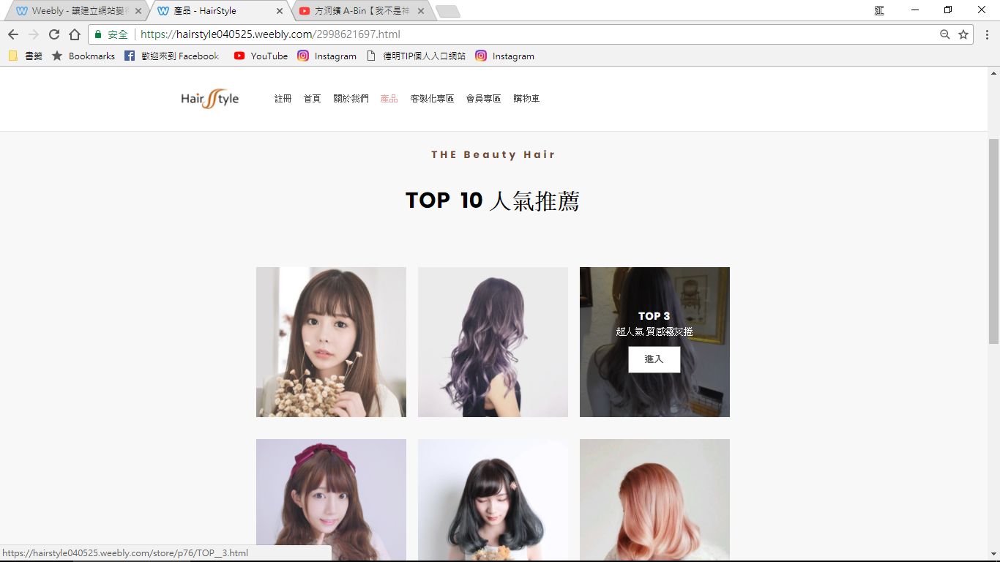 Weebly - 讓建立網站變得
產品 - HairStyle
方泂鑌 A-Bin【我不是神
安全
https://hairstyle040525.weebly.com/2998621697.html
書籤
Bookmarks
歡迎來到 Facebook
YouTube
Instagram
德明TIP個人入口網站
Instagram
Hair Style
註冊
首頁
關於我們
產品
客製化專區
會員專區
購物車
THE Beauty Hair
TOP 10 人氣推薦
TOP 3
超人氣 質感霧灰捲
進入
https://hairstyle040525.weebly.com/store/p76/TOP__3.html